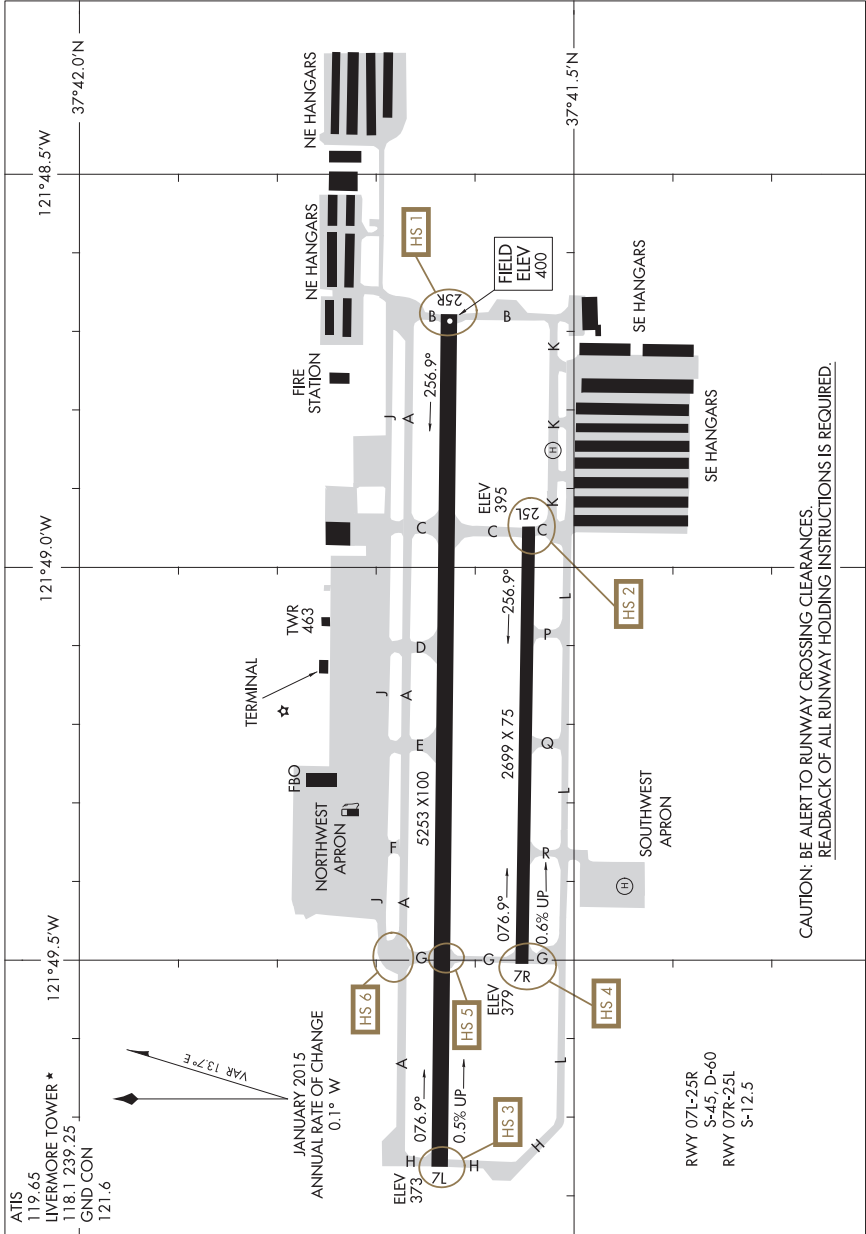 ATIS
119.65
LIVERMORE TOWER ★
118.1 239.25
GND CON
121.6
121°49.5'W
121°49.0'W
121°48.5'W
37°42.0'N
37°41.5'N
VAR 13.7°E
JANUARY 2015
ANNUAL RATE OF CHANGE
0.1° W
NE HANGARS
NE HANGARS
FIRE
STATION
TWR
463
TERMINAL
FBO
NORTHWEST
APRON
HS 1
HS 2
HS 3
HS 4
HS 5
HS 6
FIELD
ELEV
400
ELEV
395
ELEV
379
ELEV
373
7L
25R
7R
25L
076.9°
0.5% UP
5253 X100
256.9°
076.9°
0.6% UP
2699 X 75
256.9°
H
A
J
A
F
E
J
A
D
C
J
A
B
H
H
G
G
G
L
R
L
Q
P
L
C
C
K
K
K
B
H
H
SOUTHWEST
APRON
SE HANGARS
SE HANGARS
RWY 07L-25R
S-45, D-60
RWY 07R-25L
S-12.5
CAUTION: BE ALERT TO RUNWAY CROSSING CLEARANCES.
READBACK OF ALL RUNWAY HOLDING INSTRUCTIONS IS REQUIRED.